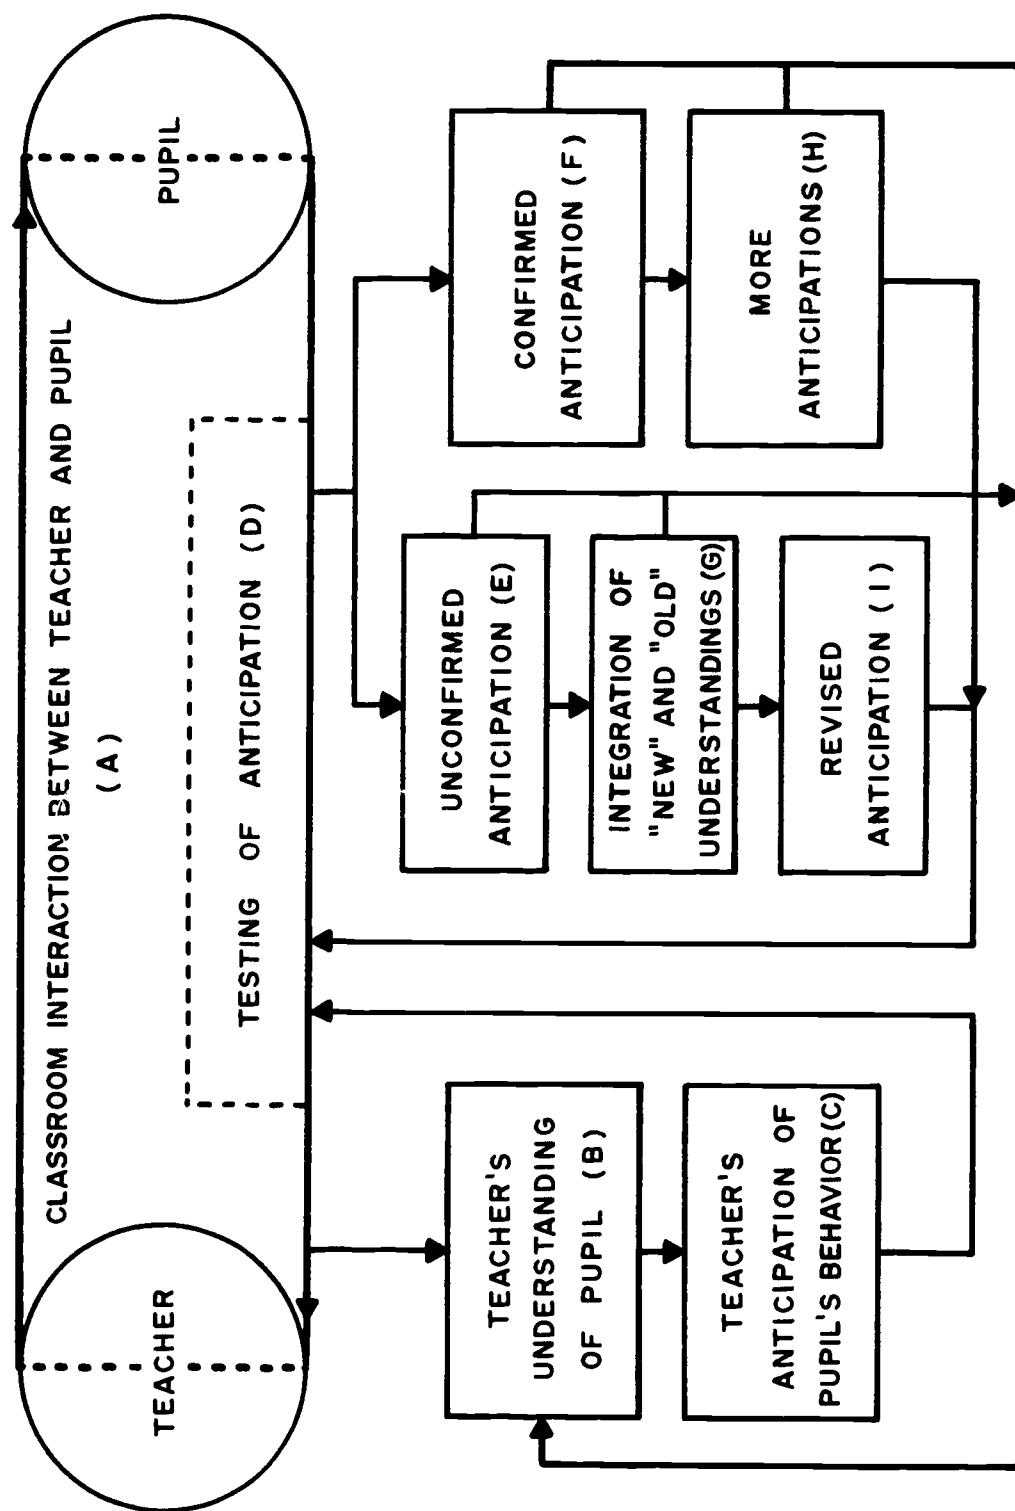 CLASSROOM INTERACTION BETWEEN TEACHER AND PUPIL
(A)
TEACHER
PUPIL
TESTING OF ANTICIPATION (D)
TEACHER'S
UNDERSTANDING
OF PUPIL (B)
TEACHER'S
ANTICIPATION OF
PUPIL'S BEHAVIOR(C)
UNCONFIRMED
ANTICIPATION (E)
INTEGRATION OF
"NEW" AND "OLD"
UNDERSTANDINGS(G)
REVISED
ANTICIPATION (I)
CONFIRMED
ANTICIPATION (F)
MORE
ANTICIPATIONS(H)